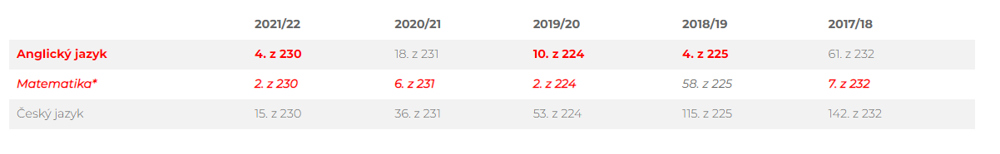 2021/22 2020/21 2019/20 2018/19 2017/18
Anglický jazyk 4. z 230 18. z 231 10. z 224 4. z 225 61. z 232
Matematika* 2. z 230 6. z 231 2. z 224 58. z 225 7. z 232
Český jazyk 15. z 230 36. z 231 53. z 224 115. z 225 142. z 232